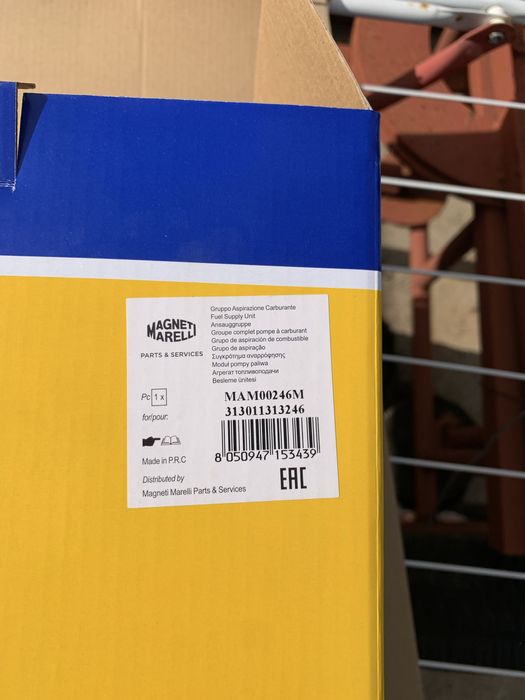 MAGNETI
MARELLI
PARTS & SERVICES
Gruppo Aspirazione Carburante
Fuel Supply Unit
Ansauggruppe
Groupe complet pompe à carburant
Grupo de aspiración de combustible
Grupo de aspiração
Συγκρότημα αναρρόφησης
Moduł pompy paliwa
Агрегат топливоподачи
Besleme ünitesi
Pc 1 x
MAM00246M
for/pour:
313011313246
8 050947 153439
Made in P.R.C
EAC
Distributed by
Magneti Marelli Parts & Services